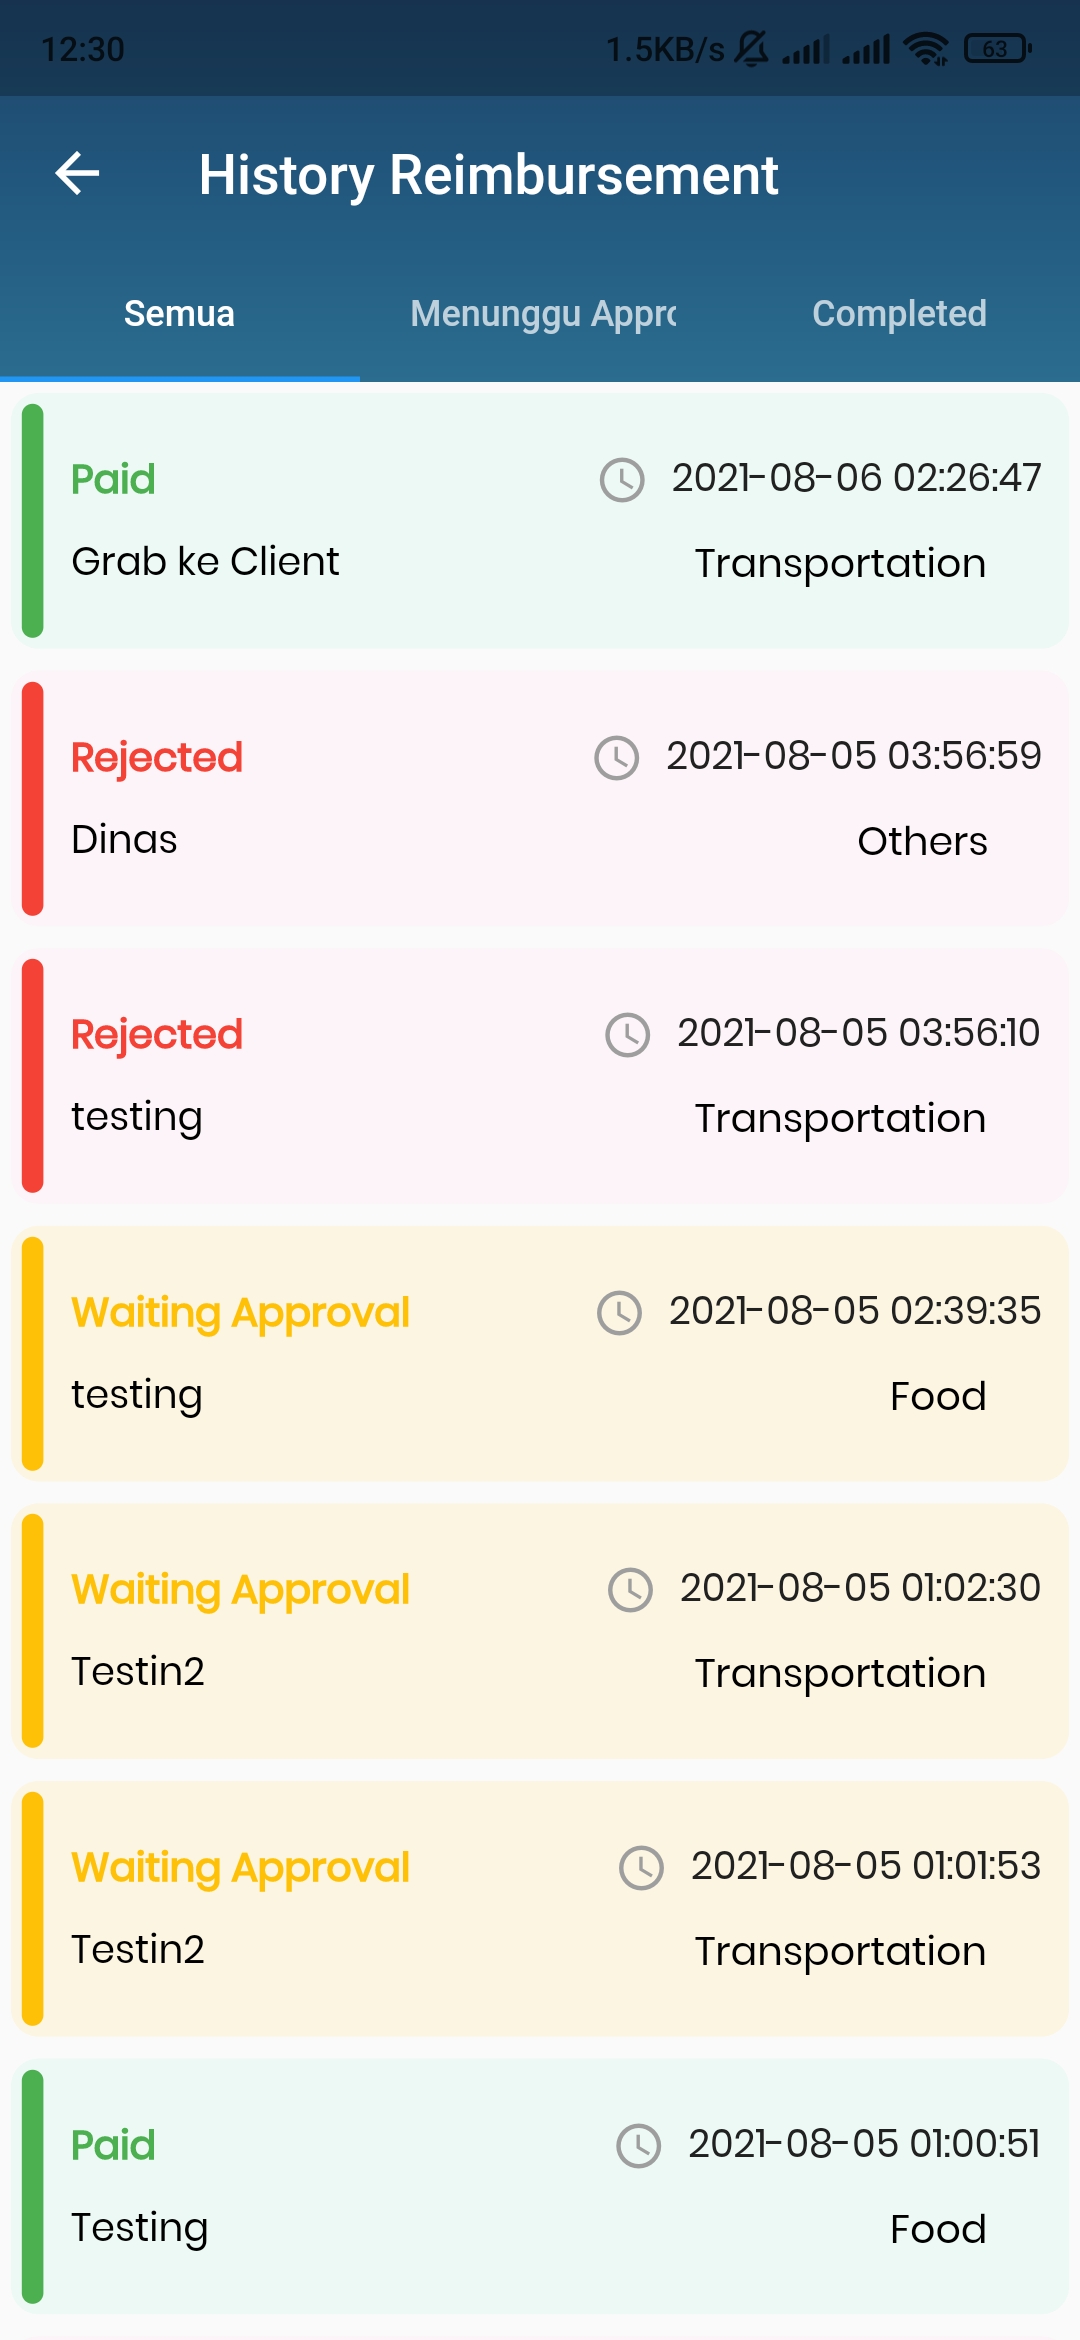 12:30 1.5KB/s 63
History Reimbursement
Semua Menunggu Appro Completed
Paid 2021-08-06 02:26:47
Grab ke Client Transportation
Rejected 2021-08-05 03:56:59
Dinas Others
Rejected 2021-08-05 03:56:10
testing Transportation
Waiting Approval 2021-08-05 02:39:35
testing Food
Waiting Approval 2021-08-05 01:02:30
Testin2 Transportation
Waiting Approval 2021-08-05 01:01:53
Testin2 Transportation
Paid 2021-08-05 01:00:51
Testing Food